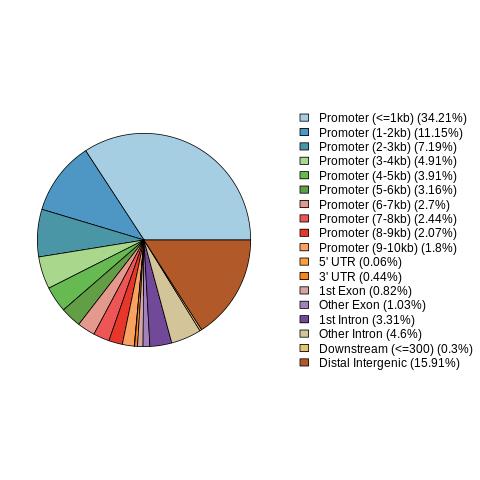 Promoter (<=1kb) (34.21%)
Promoter (1-2kb) (11.15%)
Promoter (2-3kb) (7.19%)
Promoter (3-4kb) (4.91%)
Promoter (4-5kb) (3.91%)
Promoter (5-6kb) (3.16%)
Promoter (6-7kb) (2.7%)
Promoter (7-8kb) (2.44%)
Promoter (8-9kb) (2.07%)
Promoter (9-10kb) (1.8%)
5' UTR (0.06%)
3' UTR (0.44%)
1st Exon (0.82%)
Other Exon (1.03%)
1st Intron (3.31%)
Other Intron (4.6%)
Downstream (<=300) (0.3%)
Distal Intergenic (15.91%)